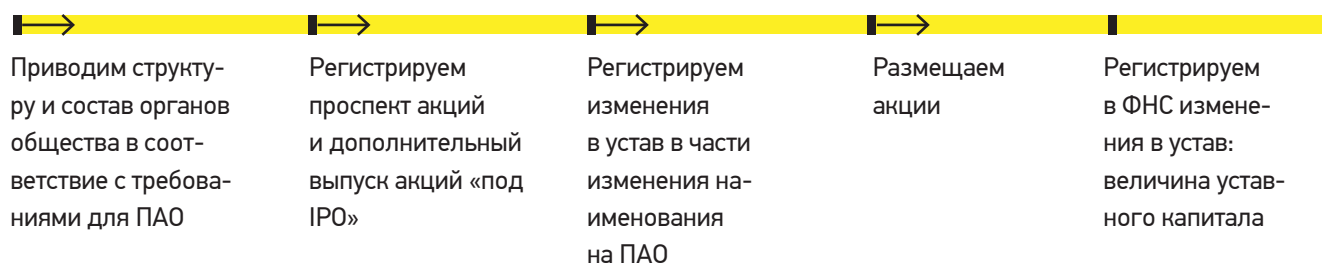 Приводим структу-
ру и состав органов
общества в соот-
ветствие с требова-
ниями для ПАО
Регистрируем
проспект акций
и дополнительный
выпуск акций «под
IPO»
Регистрируем
изменения
в устав в части
изменения на-
именования
на ПАО
Размещаем
акции
Регистрируем
в ФНС измене-
ния в устав:
величина устав-
ного капитала